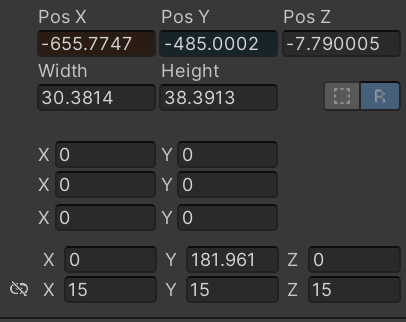 Pos X Pos Y Pos Z
-655.7747 -485.0002 -7.790005
Width Height
30.3814 38.3913 R
X 0 Y 0
X 0 Y 0
X 0 Y 0
X 0 Y 181.961 Z 0
X 15 Y 15 Z 15